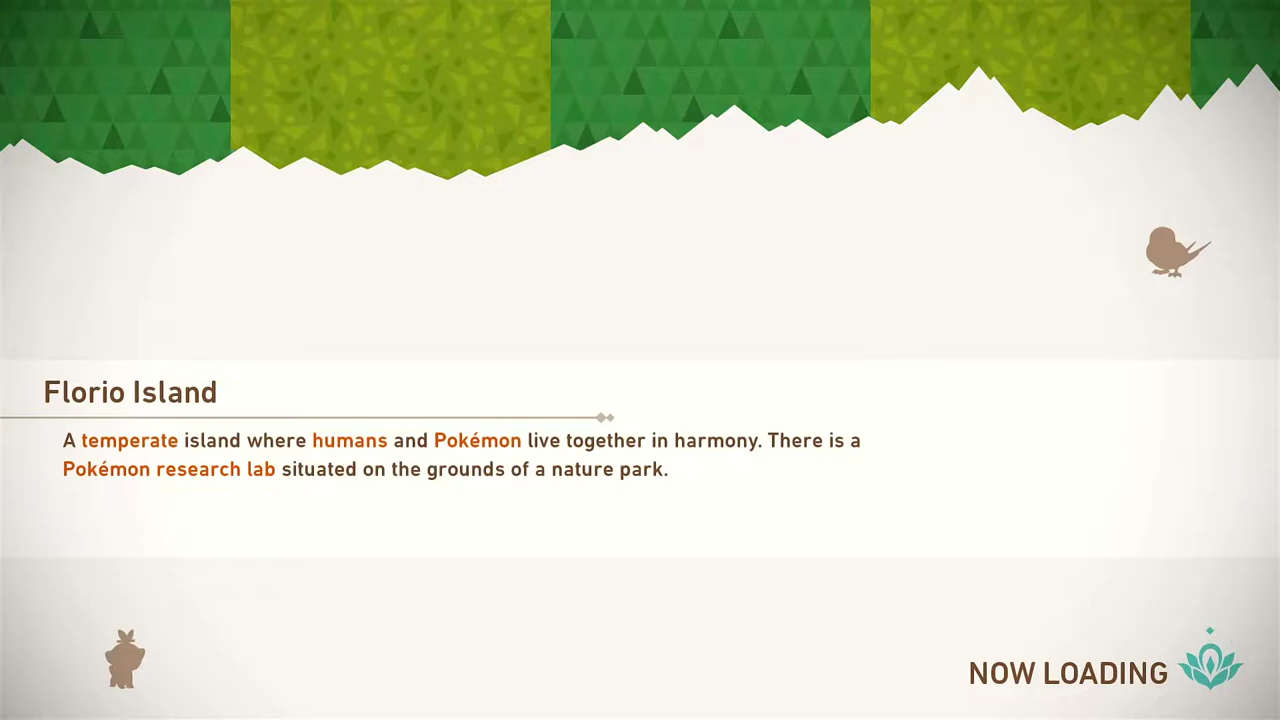 Florio Island
A temperate island where humans and Pokémon live together in harmony. There is a
Pokémon research lab situated on the grounds of a nature park.
NOW LOADING